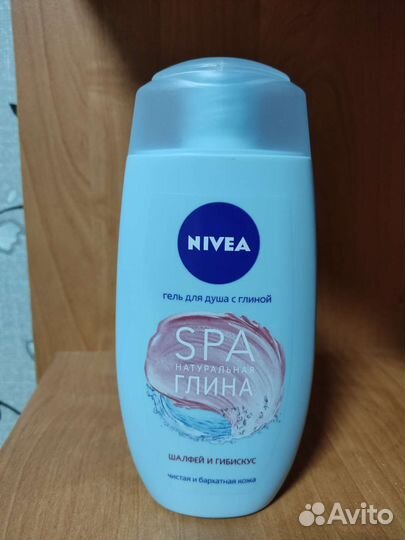 NIVEA
гель для душа с глиной
SPA
НАТУРАЛЬНАЯ
ГЛИНА
ШАЛФЕЙ И ГИБИСКУС
чистая и бархатная кожа
Avito